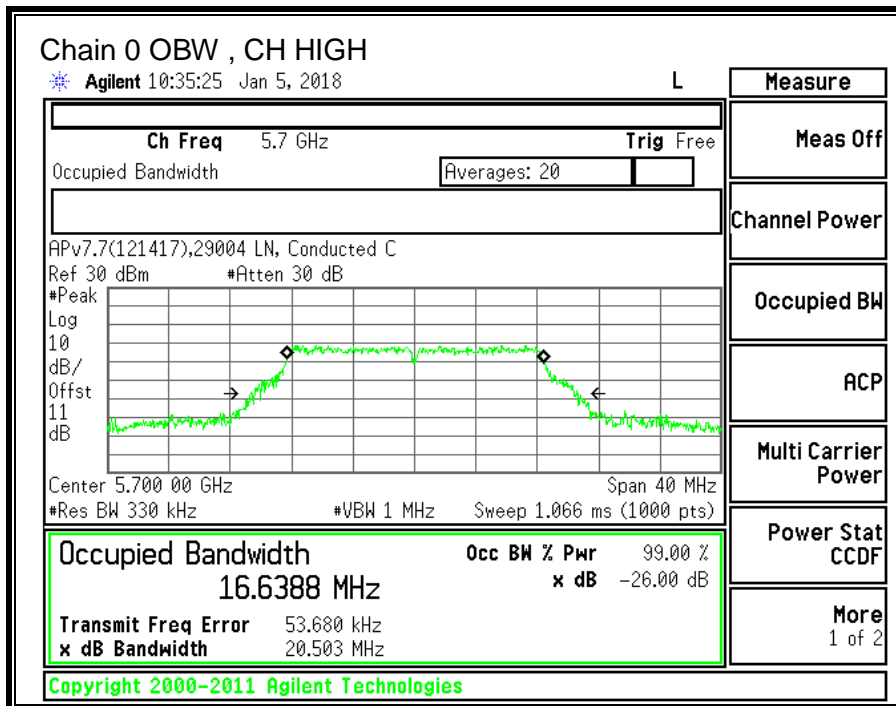 Chain 0 OBW , CH HIGH
Agilent 10:35:25 Jan 5, 2018 L
Measure
Ch Freq 5.7 GHz Trig Free
Meas Off
Occupied Bandwidth Averages: 20
Channel Power
APv7.7(121417),29004 LN, Conducted C
Ref 30 dBm #Atten 30 dB
#Peak
Log
10
dB/
Offst
11
dB
Occupied BW
ACP
Multi Carrier
Power
Center 5.700 00 GHz Span 40 MHz
#Res BW 330 kHz #VBW 1 MHz Sweep 1.066 ms (1000 pts)
Occupied Bandwidth Occ BW % Pwr 99.00 %
16.6388 MHz x dB -26.00 dB
Transmit Freq Error 53.680 kHz
x dB Bandwidth 20.503 MHz
Power Stat
CCDF
More
1 of 2
Copyright 2000-2011 Agilent Technologies